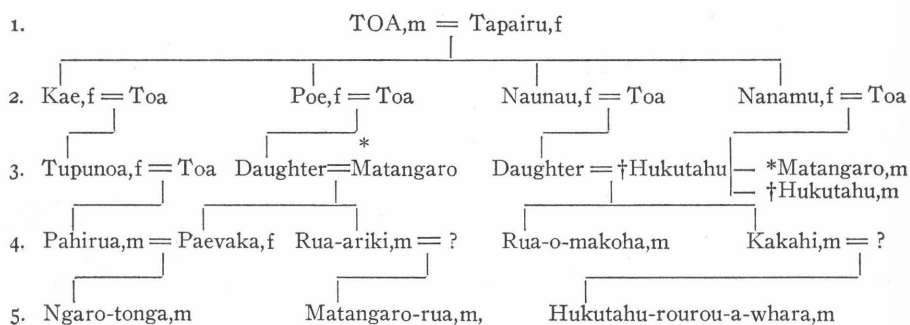 1. TOA,m = Tapairu,f
2. Kae,f = Toa Poe,f = Toa Naunau,f = Toa Nanamu,f = Toa
*
3. Tupunoa,f = Toa Daughter = Matangaro Daughter = †Hukutahu *Matangaro,m
†Hukutahu,m
4. Pahirua,m = Paevaka,f Rua-ariki,m = ? Rua-o-makoha,m Kakahi,m = ?
5. Ngaro-tonga,m Matangaro-rua,m, Hukutahu-rourou-a-whara,m